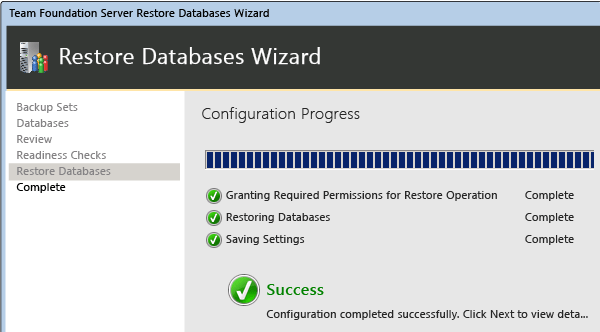 Team Foundation Server Restore Databases Wizard
Restore Databases Wizard
Backup Sets
Databases
Review
Readiness Checks
Restore Databases
Complete
Configuration Progress
Granting Required Permissions for Restore Operation Complete
Restoring Databases Complete
Saving Settings Complete
Success
Configuration completed successfully. Click Next to view deta...